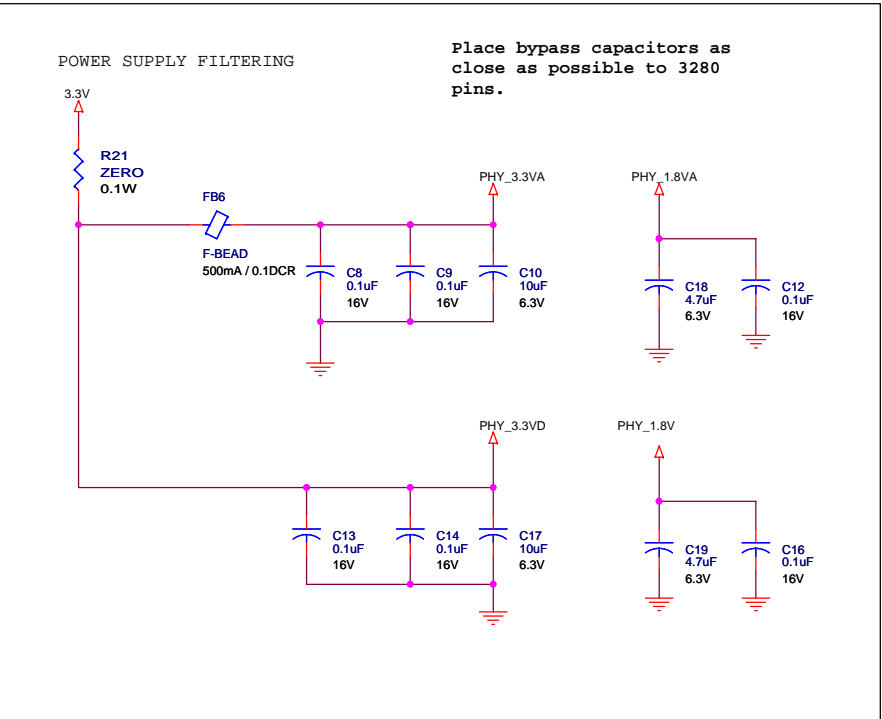 POWER SUPPLY FILTERING
Place bypass capacitors as
close as possible to 3280
pins.
3.3V
R21
ZERO
0.1W
FB6
F-BEAD
500mA / 0.1DCR
PHY_3.3VA
C8
0.1uF
16V
C9
0.1uF
16V
C10
10uF
6.3V
PHY_1.8VA
C18
4.7uF
6.3V
C12
0.1uF
16V
PHY_3.3VD
C13
0.1uF
16V
C14
0.1uF
16V
C17
10uF
6.3V
PHY_1.8V
C19
4.7uF
6.3V
C16
0.1uF
16V